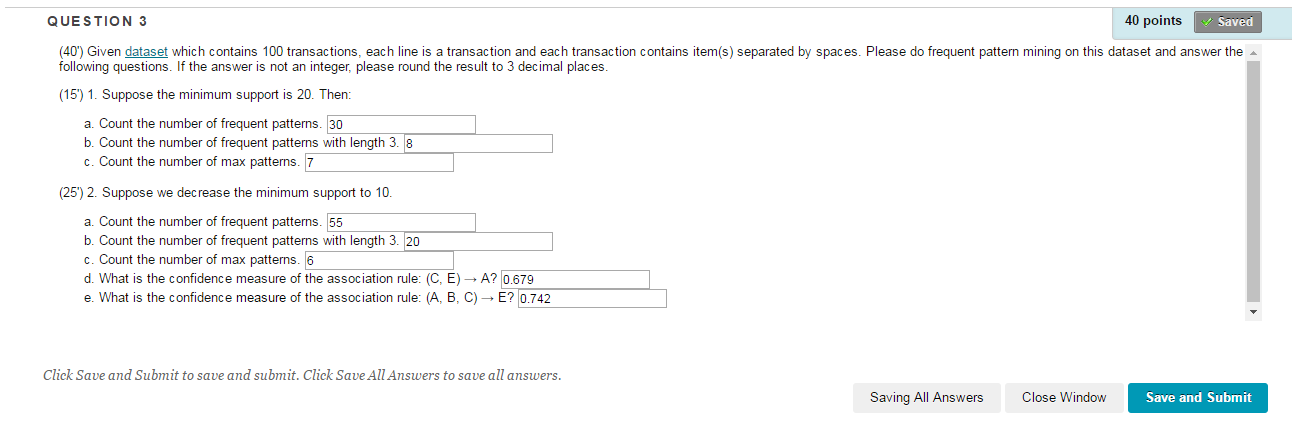 QUESTION 3
40 points
Saved
(40') Given dataset which contains 100 transactions, each line is a transaction and each transaction contains item(s) separated by spaces. Please do frequent pattern mining on this dataset and answer the
following questions. If the answer is not an integer, please round the result to 3 decimal places.
(15') 1. Suppose the minimum support is 20. Then:
a. Count the number of frequent patterns. 30
b. Count the number of frequent patterns with length 3. 8
c. Count the number of max patterns. 7
(25') 2. Suppose we decrease the minimum support to 10.
a. Count the number of frequent patterns. 55
b. Count the number of frequent patterns with length 3. 20
c. Count the number of max patterns. 6
d. What is the confidence measure of the association rule: (C, E) → A? 0.679
e. What is the confidence measure of the association rule: (A, B, C) → E? 0.742
Click Save and Submit to save and submit. Click Save All Answers to save all answers.
Saving All Answers
Close Window
Save and Submit